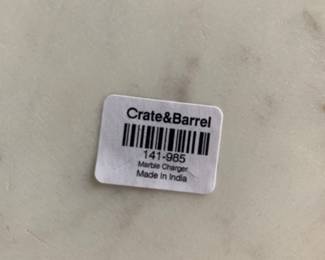 Crate&Barrel
141-985
Marble Charger
Made in India